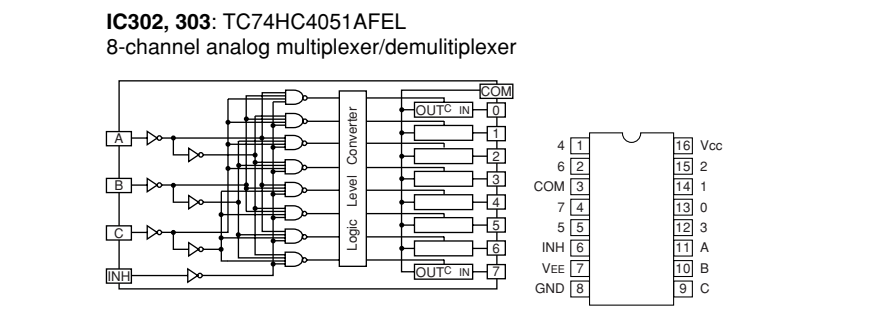 IC302, 303: TC74HC4051AFEL
8-channel analog multiplexer/demulitiplexer
COM
OUT C IN 0
1
A
2
3
B
4
5
C
6
INH
OUT C IN 7
Logic Level Converter
4 1 16 Vcc
6 2 15 2
COM 3 14 1
7 4 13 0
5 5 12 3
INH 6 11 A
VEE 7 10 B
GND 8 9 C